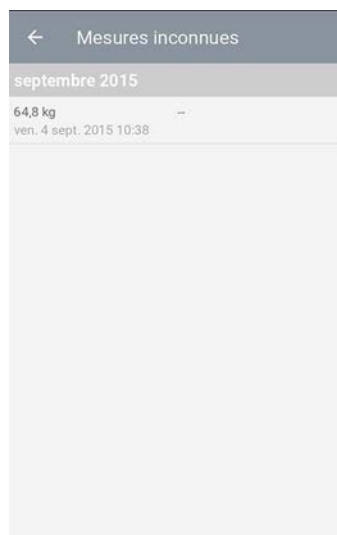 Mesures inconnues
septembre 2015
64,8 kg --
ven. 4 sept. 2015 10:38